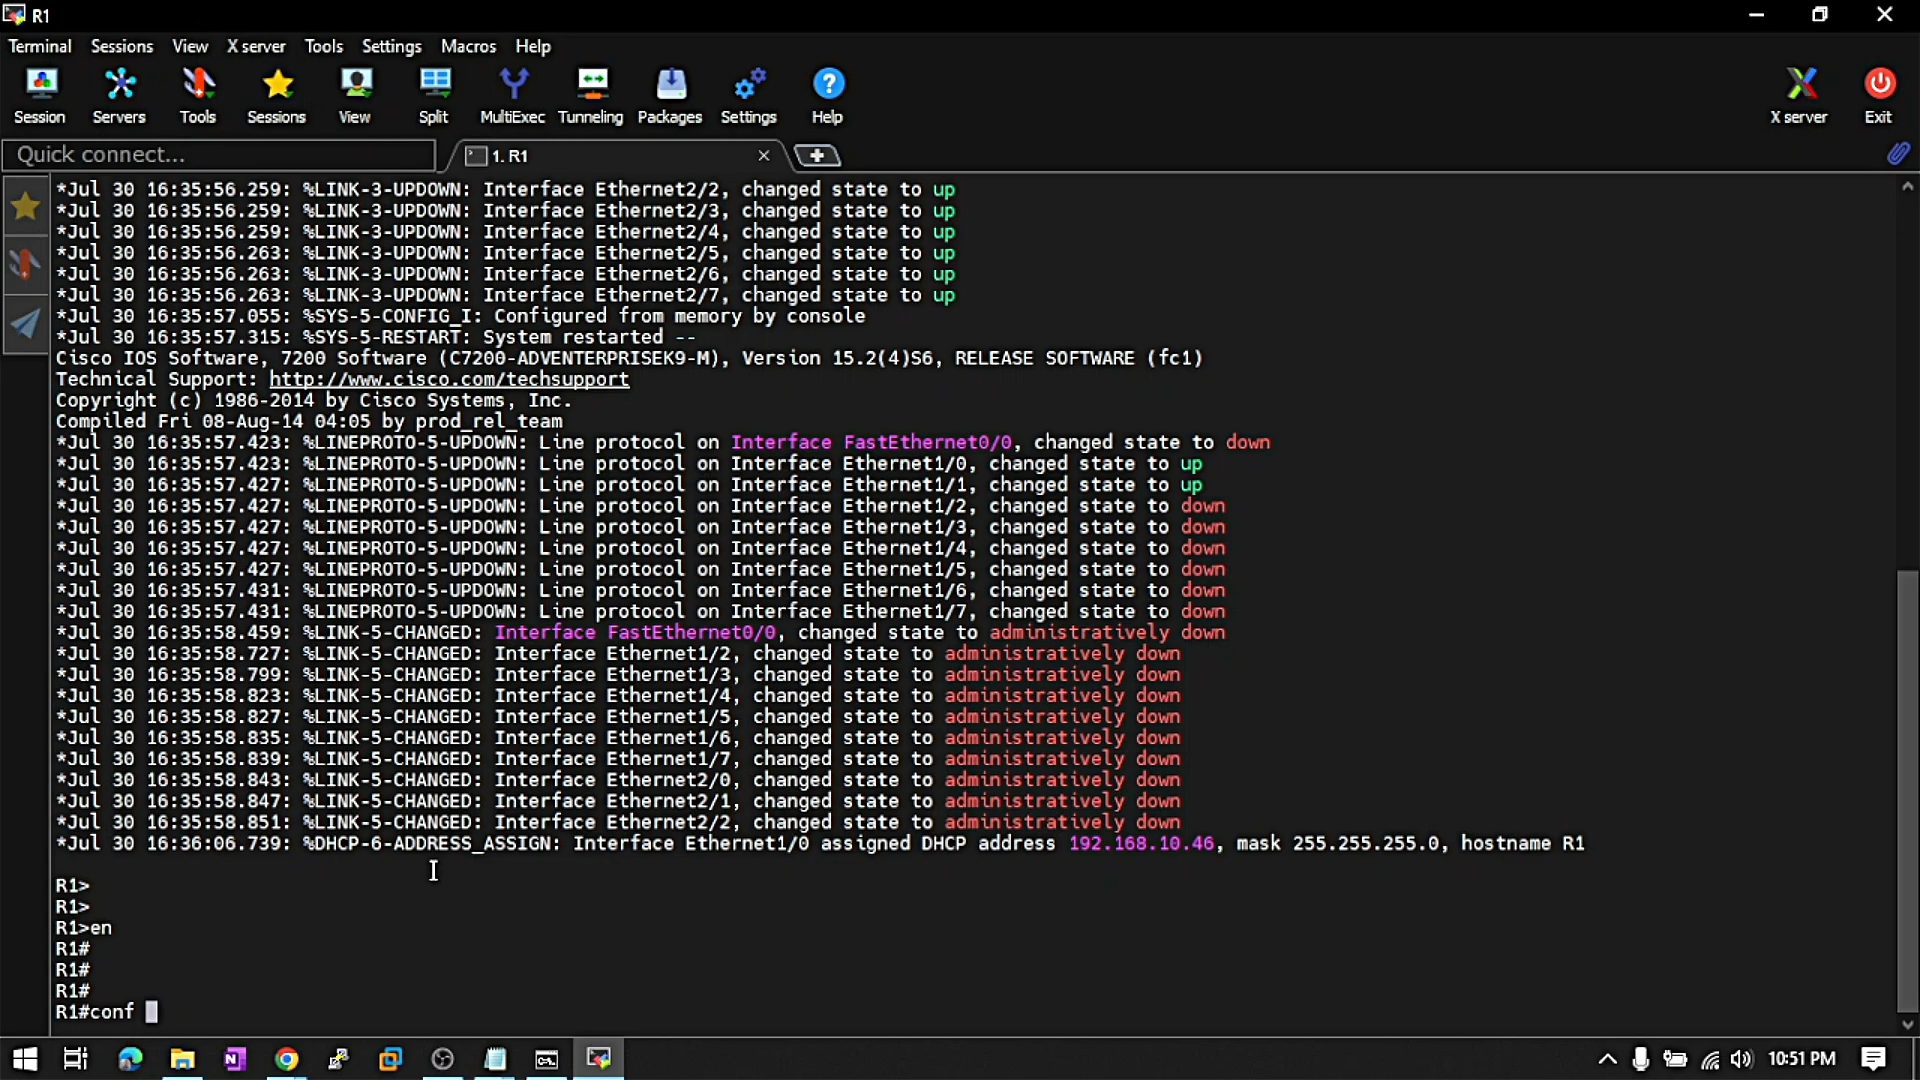 R1
Terminal Sessions View X server Tools Settings Macros Help
Session Servers Tools Sessions View Split MultiExec Tunneling Packages Settings Help X server Exit
Quick connect... 1. R1
*Jul 30 16:35:56.259: %LINK-3-UPDOWN: Interface Ethernet2/2, changed state to up
*Jul 30 16:35:56.259: %LINK-3-UPDOWN: Interface Ethernet2/3, changed state to up
*Jul 30 16:35:56.259: %LINK-3-UPDOWN: Interface Ethernet2/4, changed state to up
*Jul 30 16:35:56.263: %LINK-3-UPDOWN: Interface Ethernet2/5, changed state to up
*Jul 30 16:35:56.263: %LINK-3-UPDOWN: Interface Ethernet2/6, changed state to up
*Jul 30 16:35:56.263: %LINK-3-UPDOWN: Interface Ethernet2/7, changed state to up
*Jul 30 16:35:57.055: %SYS-5-CONFIG_I: Configured from memory by console
*Jul 30 16:35:57.315: %SYS-5-RESTART: System restarted --
Cisco IOS Software, 7200 Software (C7200-ADVENTERPRISEK9-M), Version 15.2(4)S6, RELEASE SOFTWARE (fc1)
Technical Support: http://www.cisco.com/techsupport
Copyright (c) 1986-2014 by Cisco Systems, Inc.
Compiled Fri 08-Aug-14 04:05 by prod_rel_team
*Jul 30 16:35:57.423: %LINEPROTO-5-UPDOWN: Line protocol on Interface FastEthernet0/0, changed state to down
*Jul 30 16:35:57.423: %LINEPROTO-5-UPDOWN: Line protocol on Interface Ethernet1/0, changed state to up
*Jul 30 16:35:57.427: %LINEPROTO-5-UPDOWN: Line protocol on Interface Ethernet1/1, changed state to up
*Jul 30 16:35:57.427: %LINEPROTO-5-UPDOWN: Line protocol on Interface Ethernet1/2, changed state to down
*Jul 30 16:35:57.427: %LINEPROTO-5-UPDOWN: Line protocol on Interface Ethernet1/3, changed state to down
*Jul 30 16:35:57.427: %LINEPROTO-5-UPDOWN: Line protocol on Interface Ethernet1/4, changed state to down
*Jul 30 16:35:57.427: %LINEPROTO-5-UPDOWN: Line protocol on Interface Ethernet1/5, changed state to down
*Jul 30 16:35:57.431: %LINEPROTO-5-UPDOWN: Line protocol on Interface Ethernet1/6, changed state to down
*Jul 30 16:35:57.431: %LINEPROTO-5-UPDOWN: Line protocol on Interface Ethernet1/7, changed state to down
*Jul 30 16:35:58.459: %LINK-5-CHANGED: Interface FastEthernet0/0, changed state to administratively down
*Jul 30 16:35:58.727: %LINK-5-CHANGED: Interface Ethernet1/2, changed state to administratively down
*Jul 30 16:35:58.799: %LINK-5-CHANGED: Interface Ethernet1/3, changed state to administratively down
*Jul 30 16:35:58.823: %LINK-5-CHANGED: Interface Ethernet1/4, changed state to administratively down
*Jul 30 16:35:58.827: %LINK-5-CHANGED: Interface Ethernet1/5, changed state to administratively down
*Jul 30 16:35:58.835: %LINK-5-CHANGED: Interface Ethernet1/6, changed state to administratively down
*Jul 30 16:35:58.839: %LINK-5-CHANGED: Interface Ethernet1/7, changed state to administratively down
*Jul 30 16:35:58.843: %LINK-5-CHANGED: Interface Ethernet2/0, changed state to administratively down
*Jul 30 16:35:58.847: %LINK-5-CHANGED: Interface Ethernet2/1, changed state to administratively down
*Jul 30 16:35:58.851: %LINK-5-CHANGED: Interface Ethernet2/2, changed state to administratively down
*Jul 30 16:36:06.739: %DHCP-6-ADDRESS_ASSIGN: Interface Ethernet1/0 assigned DHCP address 192.168.10.46, mask 255.255.255.0, hostname R1
R1>
R1>
R1>en
R1#
R1#
R1#
R1#conf
10:51 PM